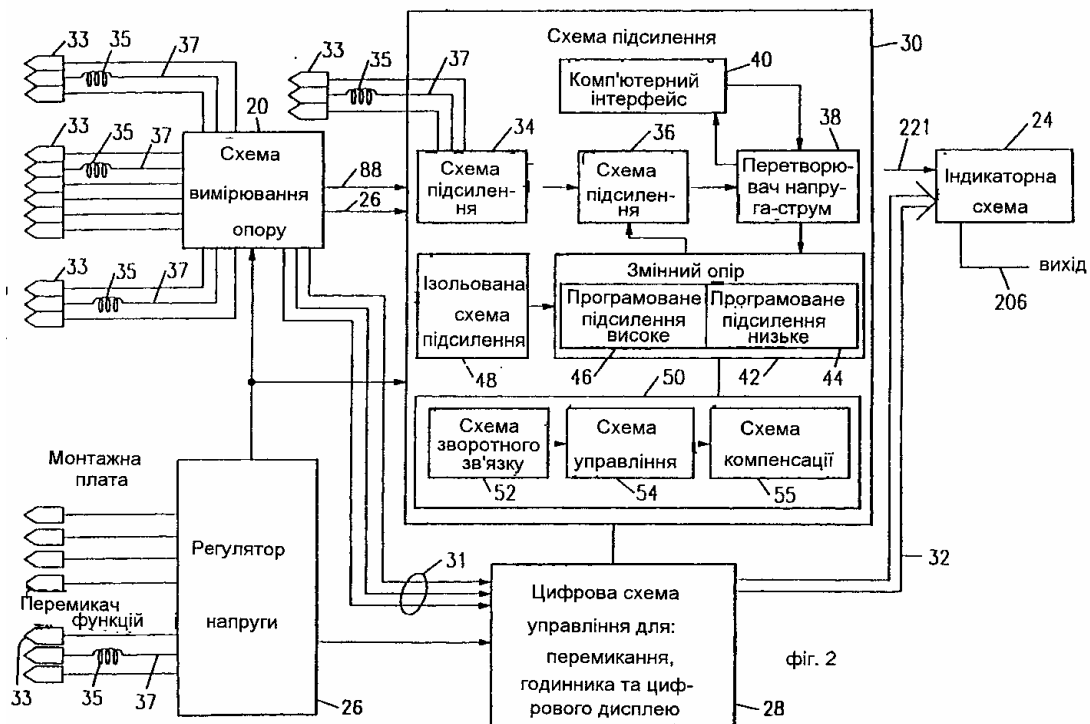 33
35
37
33
35
37
33
35
37
20
Схема
вимірювання
опору
88
26
33
35
37
Схема підсилення
30
40
Комп'ютерний
інтерфейс
34
Схема
підсилен-
ня
36
Схема
підсилен-
ня
38
Перетворю-
вач напру-
га-струм
221
24
Індикаторна
схема
вихід
206
Ізольована
схема
підсилення
48
Змінний опір
Програмоване
підсилення
високе
Програмоване
підсилення
низьке
46
42
44
50
Схема
зворотного
зв'язку
52
Схема
управління
54
Схема
компенсації
55
Монтажна
плата
Перемикач
функцій
33
35
37
Регулятор
напруги
26
31
32
Цифрова схема
управління для:
перемикання,
годинника та циф-
рового дисплею
28
фіг. 2